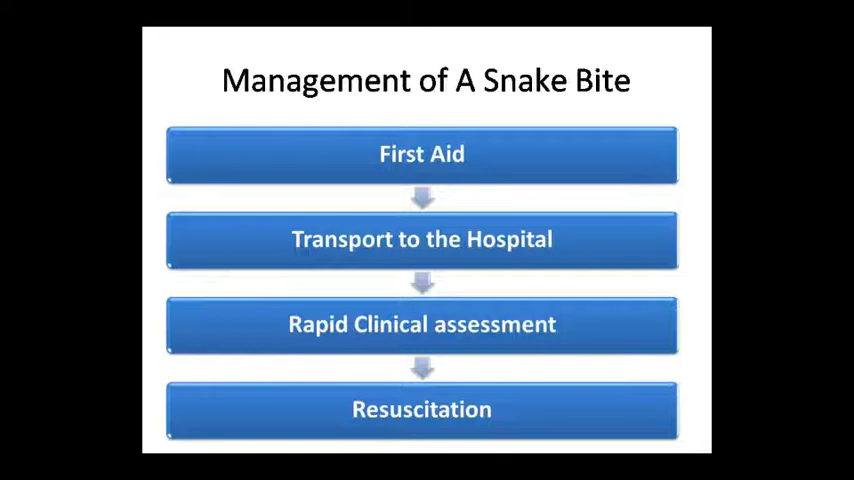 Management of A Snake Bite
First Aid
Transport to the Hospital
Rapid Clinical assessment
Resuscitation